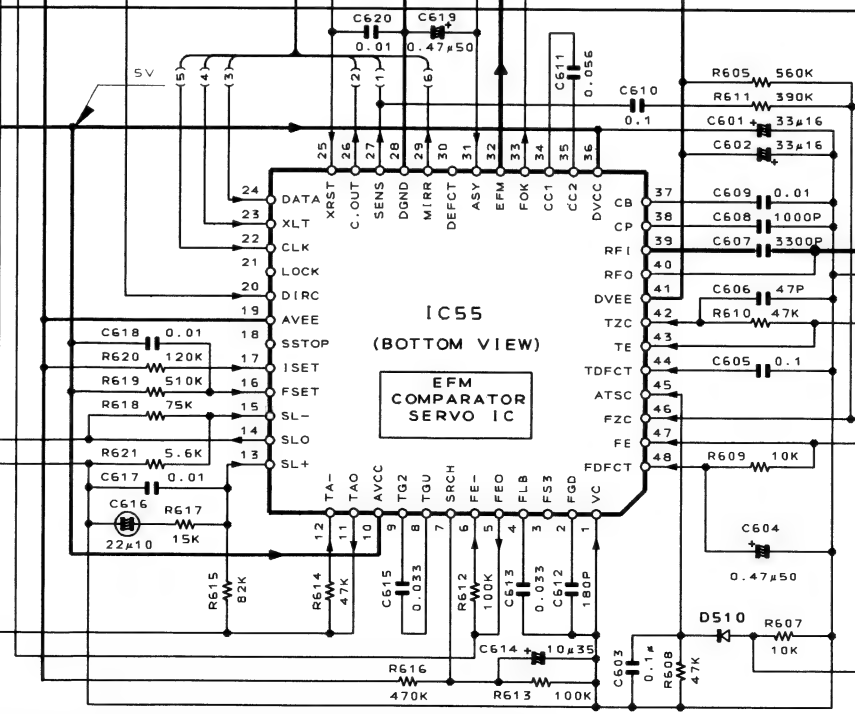 C620
0.01
C619
+
0.47µ50
C611
0.056
5V
(5)
(4)
(3)
(2)
(1)
(6)
C610
0.1
R605 560K
R611 390K
C601 + 33µ16
C602 33µ16
+
25
26
27
28
29
30
31
32
33
34
35
36
XRST
C.OUT
SENS
DGND
MIRR
DEFCT
ASY
EFM
FOK
CC1
CC2
DVCC
24 DATA
23 XLT
22 CLK
21 LOCK
20 DIRC
19 AVEE
18 SSTOP
17 ISET
16 FSET
15 SL-
14 SLO
13 SL+
C618 0.01
R620 120K
R619 510K
R618 75K
R621 5.6K
C617 0.01
C616
22µ10
R617
15K
IC55
(BOTTOM VIEW)
EFM
COMPARATOR
SERVO IC
CB 37 C609 0.01
CP 38 C608 1000P
RFI 39 C607 3300P
RFO 40
DVEE 41 C606 47P
TZC 42 R610 47K
TE 43
TDFCT 44 C605 0.1
ATSC 45
FZC 46
FE 47
FDFCT 48 R609 10K
TA-
TAO
AVCC
TG2
TGU
SRCH
FE-
FEO
FLB
FS3
FGD
VC
12
11
10
9
8
7
6
5
4
3
2
1
R615
82K
R614
47K
C615
0.033
R612
100K
C613
0.033
C612
180P
+ C604
0.47µ50
C614 + 10µ35
R616
470K
R613 100K
C603
0.1
R608
47K
D510
R607
10K